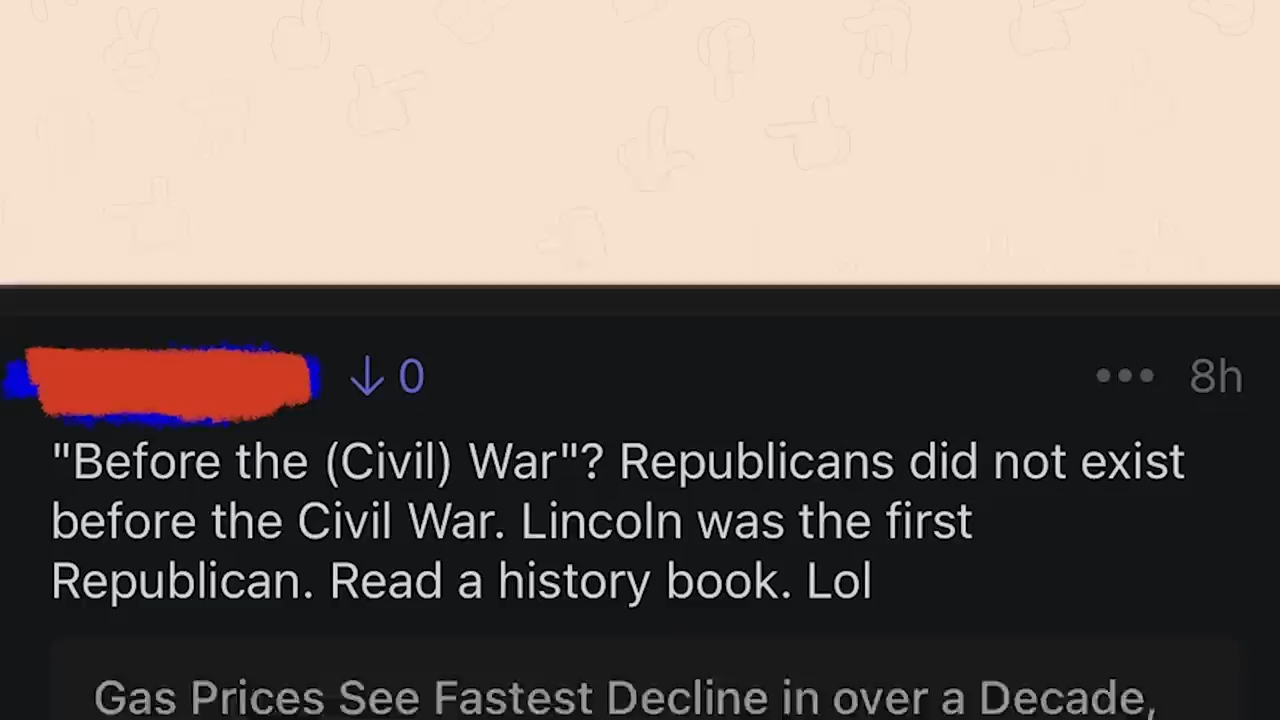 ↓ 0 ••• 8h
"Before the (Civil) War"? Republicans did not exist
before the Civil War. Lincoln was the first
Republican. Read a history book. Lol
Gas Prices See Fastest Decline in over a Decade,